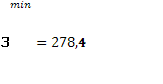 min
3 = 278,4